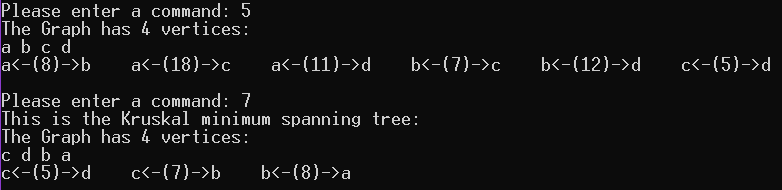 Please enter a command: 5
The Graph has 4 vertices:
a b c d
a<-(8)->b    a<-(18)->c    a<-(11)->d    b<-(7)->c    b<-(12)->d    c<-(5)->d
Please enter a command: 7
This is the Kruskal minimum spanning tree:
The Graph has 4 vertices:
c d b a
c<-(5)->d    c<-(7)->b    b<-(8)->a